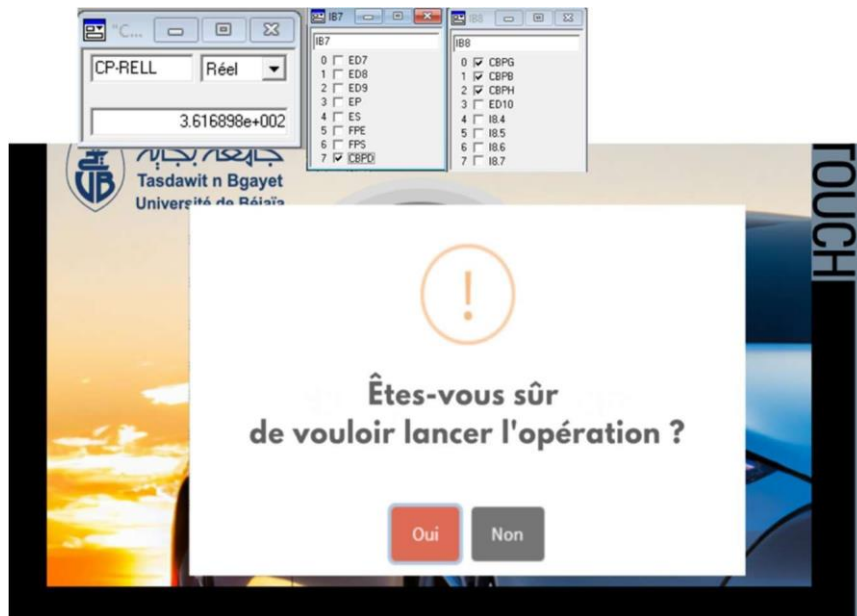 "C...
CP-RELL Réel
3.616898e+002
IB7
IB7
0 ED7
1 ED8
2 ED9
3 EP
4 ES
5 FPE
6 FPS
7 CBPD
IB8
IB8
0 CBPG
1 CBPB
2 CBPH
3 ED10
4 I8.4
5 I8.5
6 I8.6
7 I8.7
UB
Tasdawit n Bgayet
Université de Béjaïa
TOUCH
!
Êtes-vous sûr
de vouloir lancer l'opération ?
Oui Non